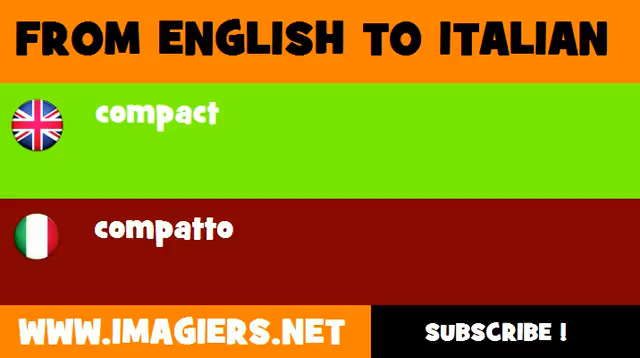 FROM ENGLISH TO ITALIAN
compact
compatto
WWW.IMAGIERS.NET
SUBSCRIBE !